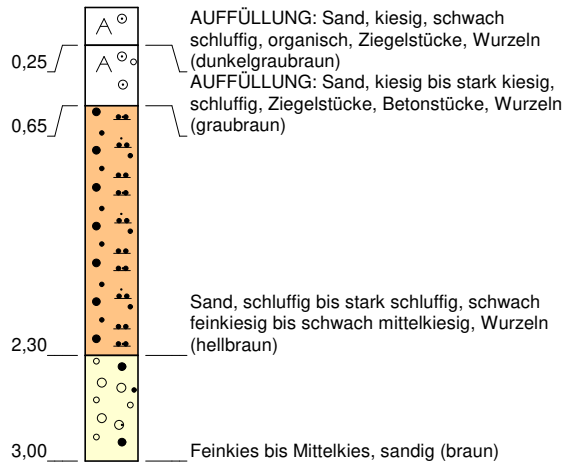 A
AUFFÜLLUNG: Sand, kiesig, schwach
schluffig, organisch, Ziegelstücke, Wurzeln
(dunkelgraubraun)
0,25
A
AUFFÜLLUNG: Sand, kiesig bis stark kiesig,
schluffig, Ziegelstücke, Betonstücke, Wurzeln
(graubraun)
0,65
Sand, schluffig bis stark schluffig, schwach
feinkiesig bis schwach mittelkiesig, Wurzeln
(hellbraun)
2,30
3,00
Feinkies bis Mittelkies, sandig (braun)